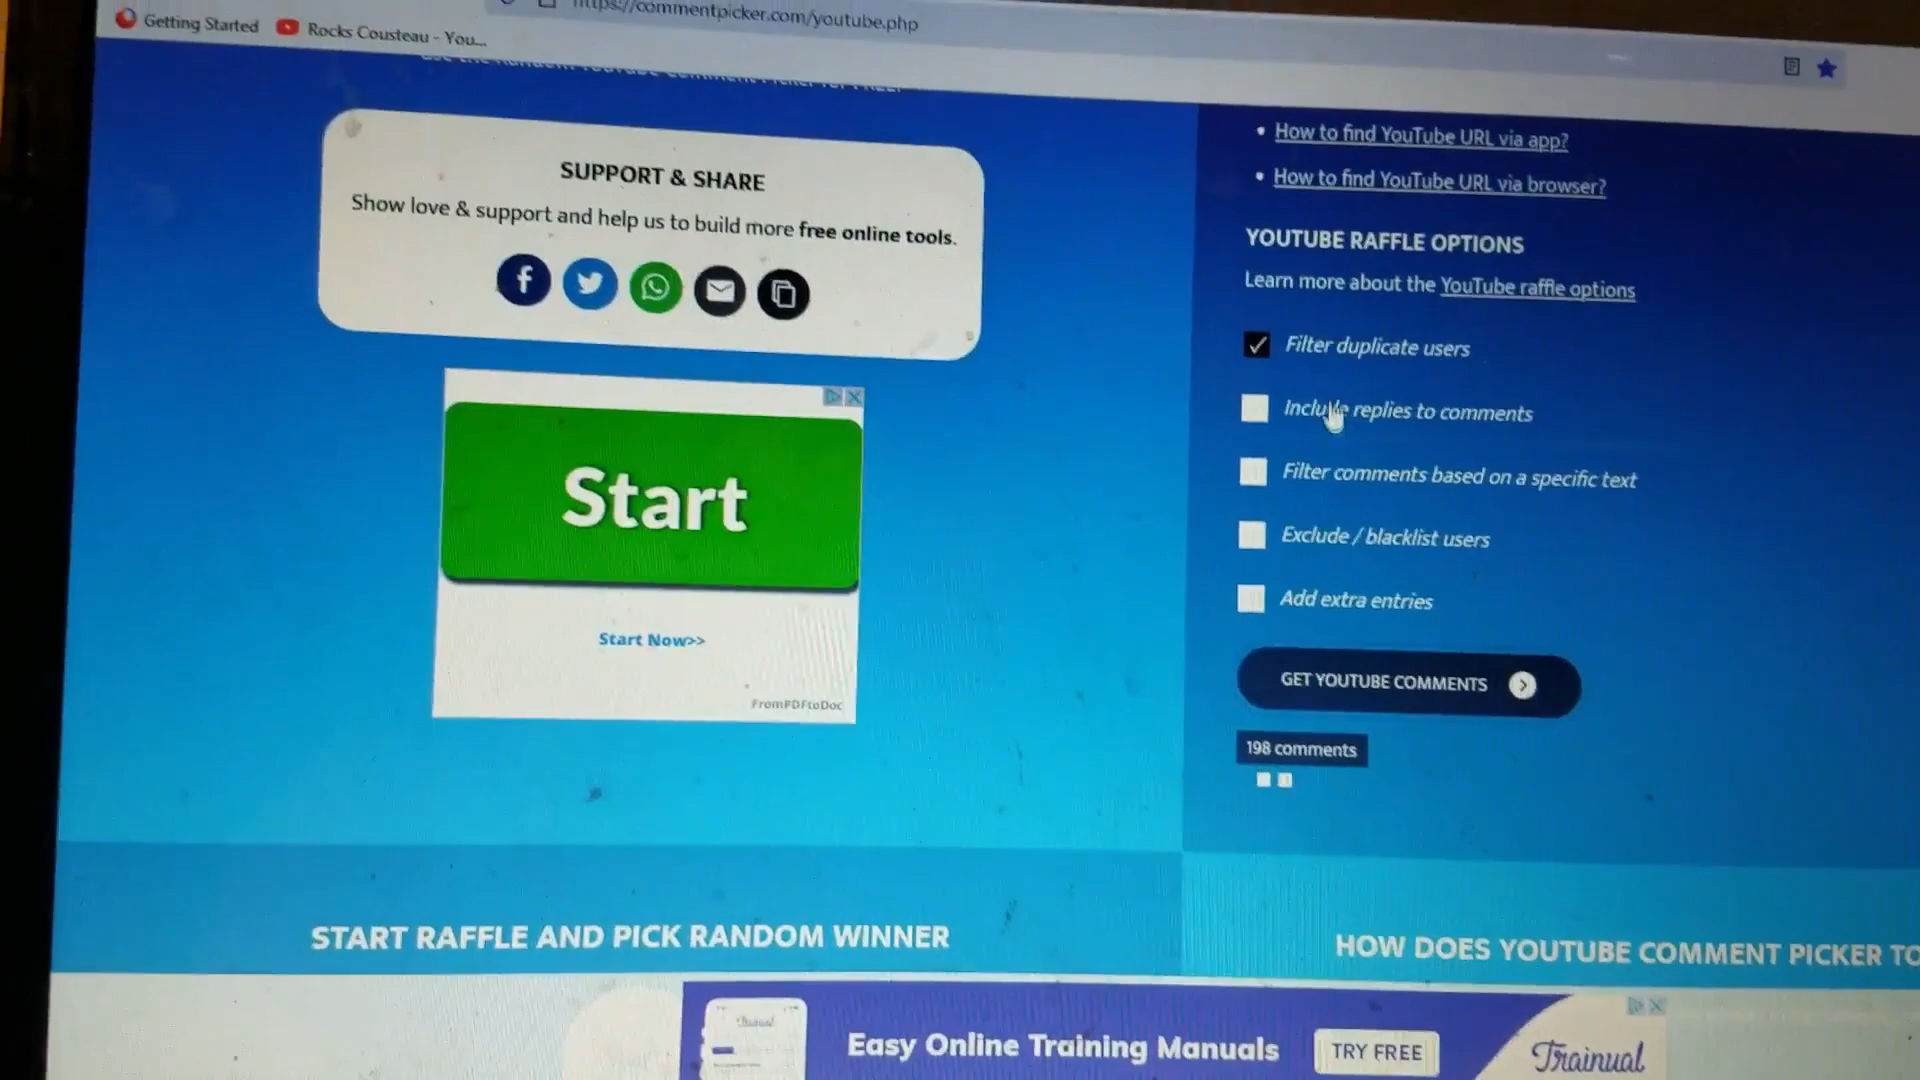 https://commentpicker.com/youtube.php
Getting Started
Rocks Cousteau - You...
SUPPORT & SHARE
Show love & support and help us to build more free online tools.
Start
Start Now>>
FromPDFtoDoc
• How to find YouTube URL via app?
• How to find YouTube URL via browser?
YOUTUBE RAFFLE OPTIONS
Learn more about the YouTube raffle options
Filter duplicate users
Include replies to comments
Filter comments based on a specific text
Exclude / blacklist users
Add extra entries
GET YOUTUBE COMMENTS
198 comments
START RAFFLE AND PICK RANDOM WINNER
HOW DOES YOUTUBE COMMENT PICKER TO
Trainual
Easy Online Training Manuals
TRY FREE
Trainual